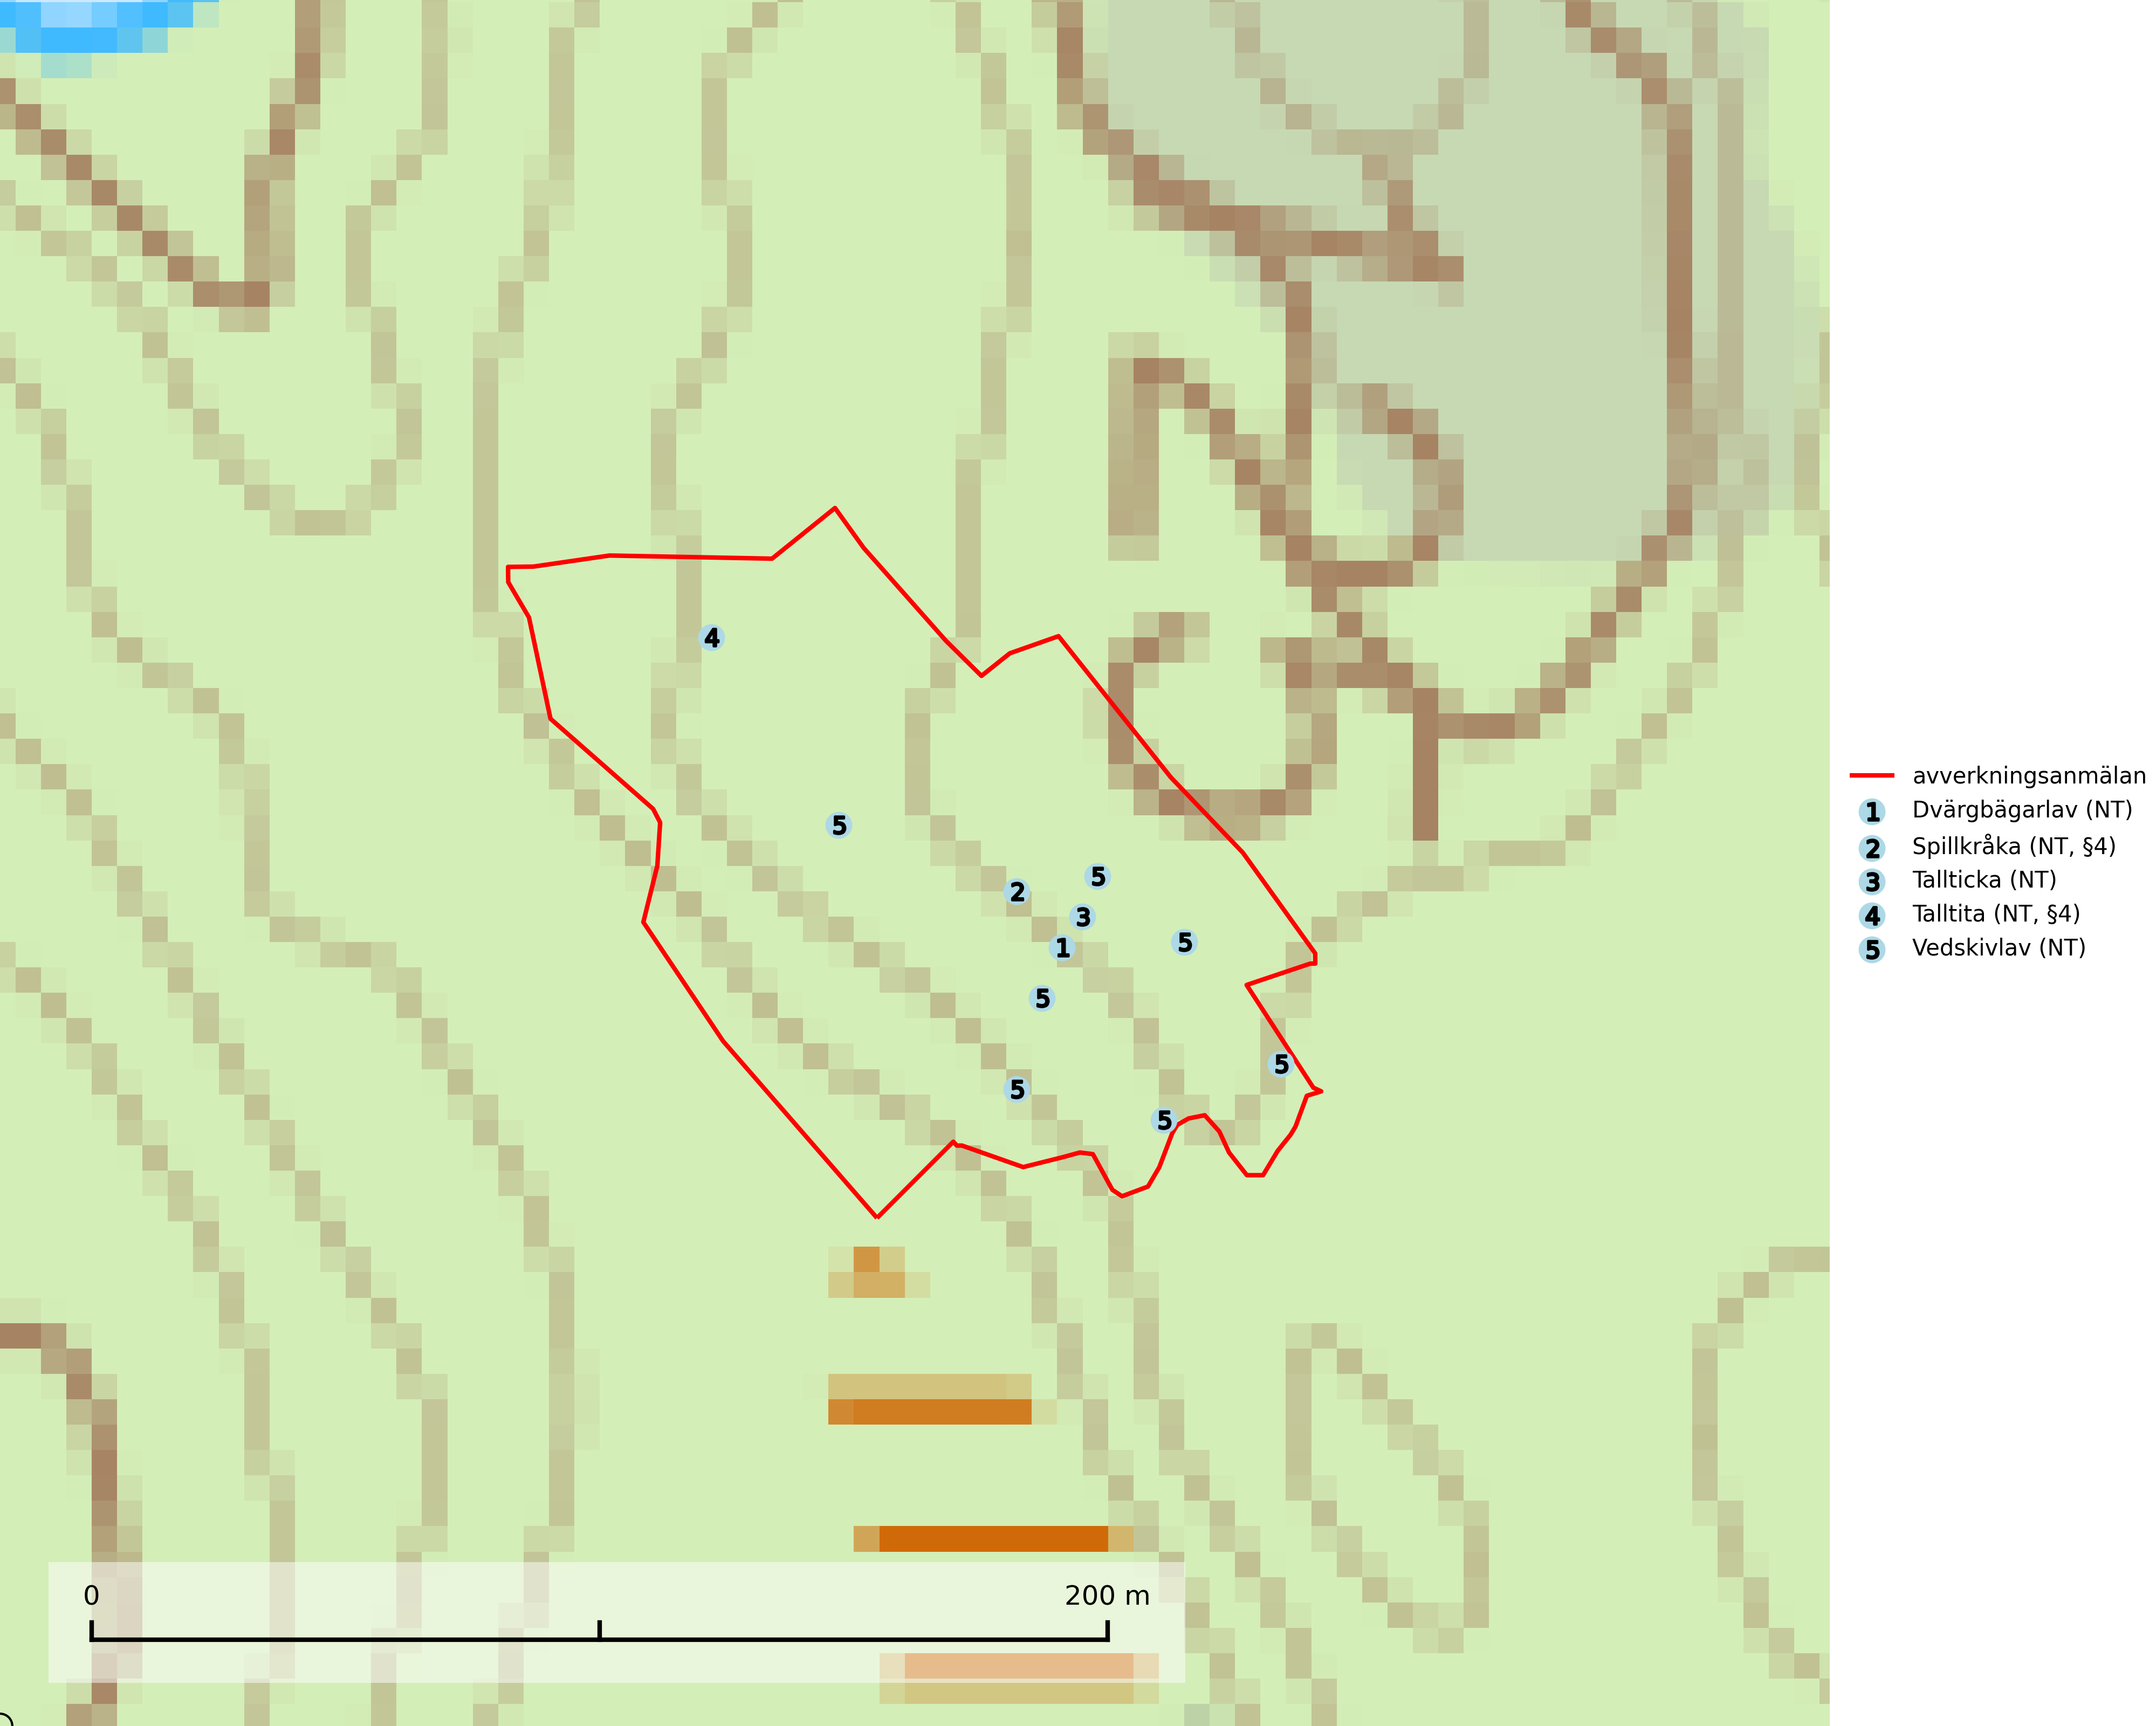 4
5
5
2
3
5
1
5
5
5
5
avverkningsanmälan
1 Dvärgbägarlav (NT)
2 Spillkråka (NT, §4)
3 Tallticka (NT)
4 Talltita (NT, §4)
5 Vedskivlav (NT)
0 200 m